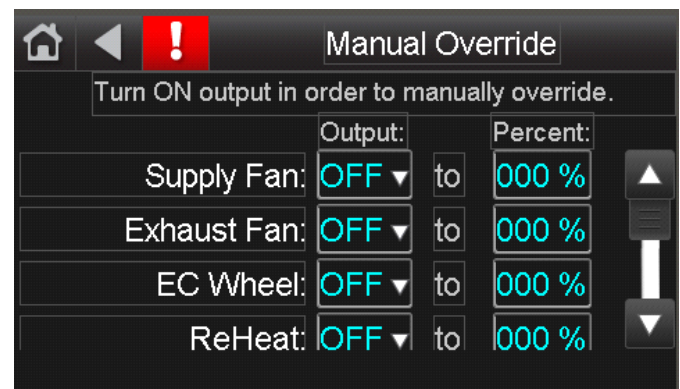 Manual Override
Turn ON output in order to manually override.
Output: Percent:
Supply Fan: OFF to 000 %
Exhaust Fan: OFF to 000 %
EC Wheel: OFF to 000 %
ReHeat: OFF to 000 %